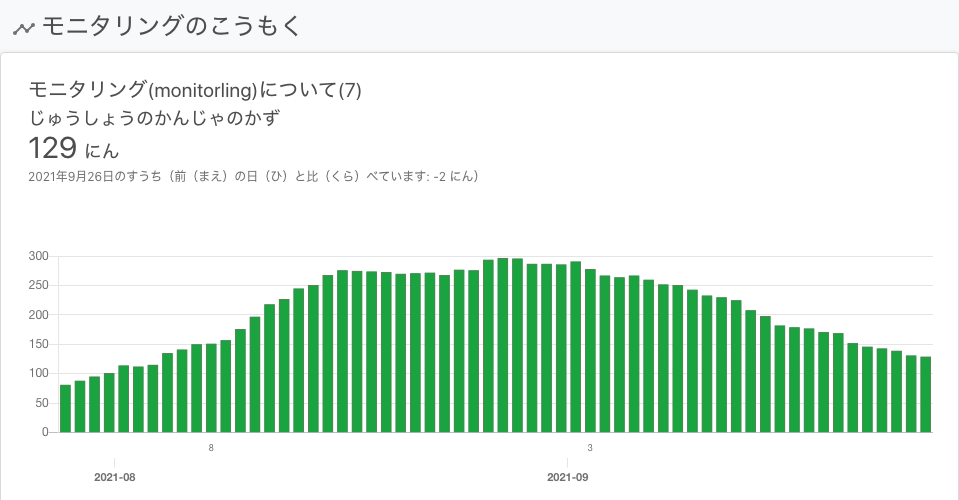 モニタリングのこうもく
モニタリング(monitorling)について(7)
じゅうしょうのかんじゃのかず
129 にん
2021年9月26日のすうち（前（まえ）の日（ひ）と比（くら）べています: -2 にん）
300
250
200
150
100
50
0
8 3
2021-08 2021-09